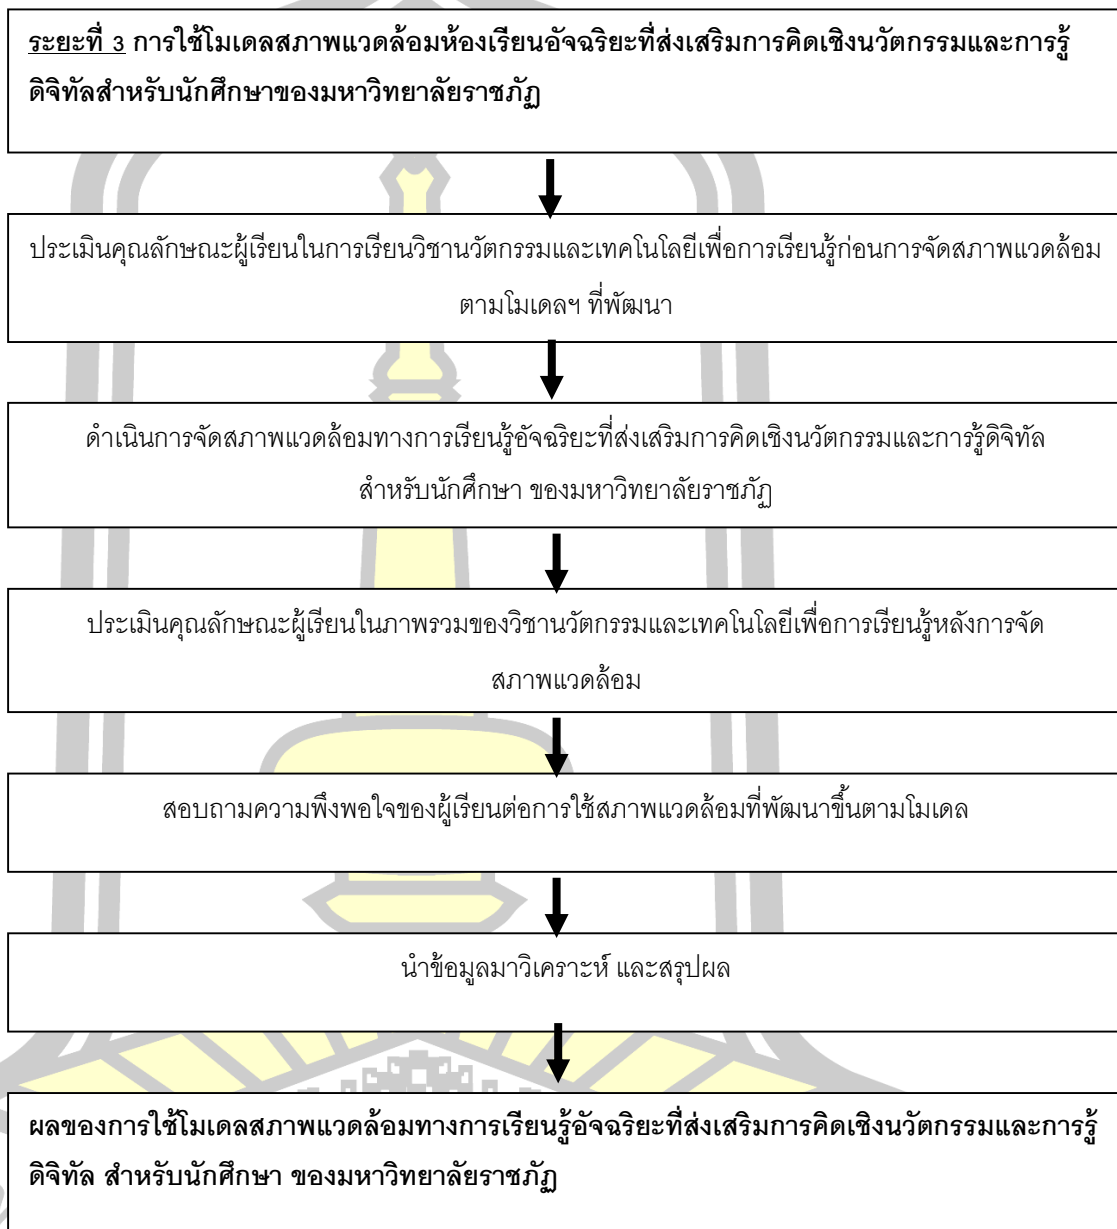 ระยะที่ 3 การใช้โมเดลสภาพแวดล้อมห้องเรียนอัจฉริยะที่ส่งเสริมการคิดเชิงนวัตกรรมและการรู้
ดิจิทัลสำหรับนักศึกษาของมหาวิทยาลัยราชภัฏ
ประเมินคุณลักษณะผู้เรียนในการเรียนวิชานวัตกรรมและเทคโนโลยีเพื่อการเรียนรู้ก่อนการจัดสภาพแวดล้อม
ตามโมเดลฯ ที่พัฒนา
ดำเนินการจัดสภาพแวดล้อมทางการเรียนรู้อัจฉริยะที่ส่งเสริมการคิดเชิงนวัตกรรมและการรู้ดิจิทัล
สำหรับนักศึกษา ของมหาวิทยาลัยราชภัฏ
ประเมินคุณลักษณะผู้เรียนในภาพรวมของวิชานวัตกรรมและเทคโนโลยีเพื่อการเรียนรู้หลังการจัด
สภาพแวดล้อม
สอบถามความพึงพอใจของผู้เรียนต่อการใช้สภาพแวดล้อมที่พัฒนาขึ้นตามโมเดล
นำข้อมูลมาวิเคราะห์ และสรุปผล
ผลของการใช้โมเดลสภาพแวดล้อมทางการเรียนรู้อัจฉริยะที่ส่งเสริมการคิดเชิงนวัตกรรมและการรู้
ดิจิทัล สำหรับนักศึกษา ของมหาวิทยาลัยราชภัฏ